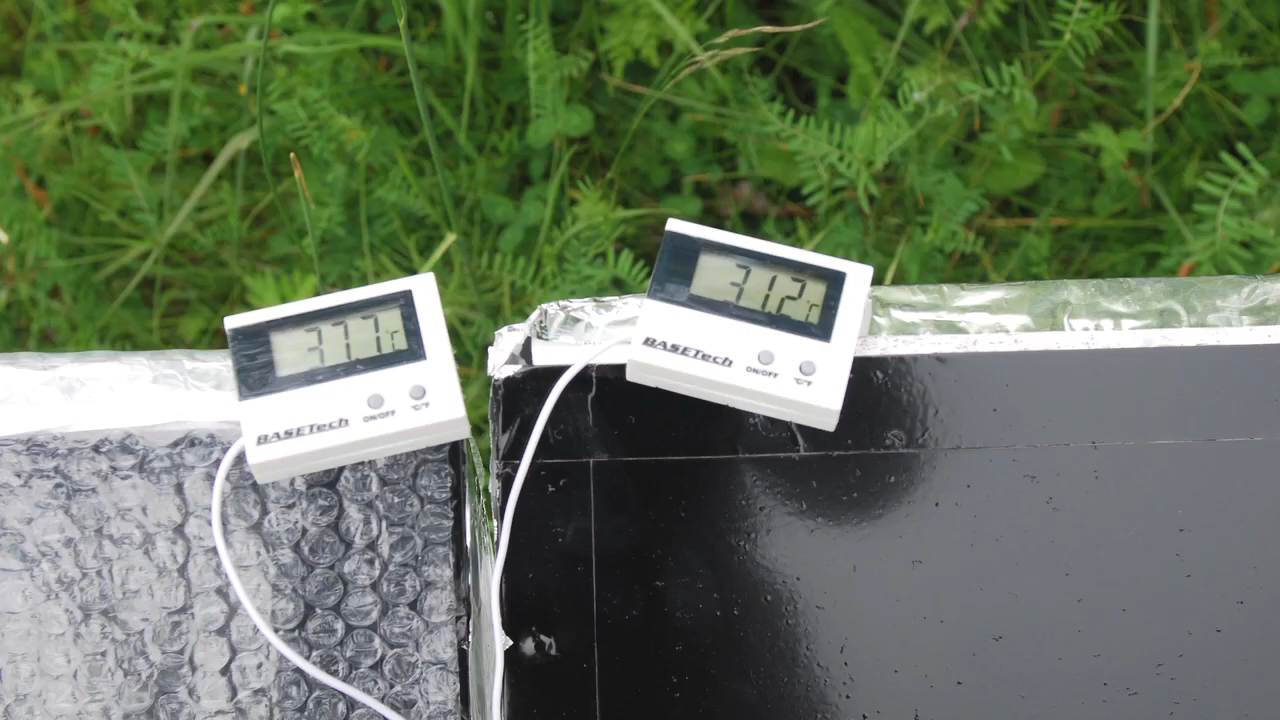 37.7
BASETech
ON/OFF
°C/°F
31.2
BASETech
ON/OFF
°C/°F